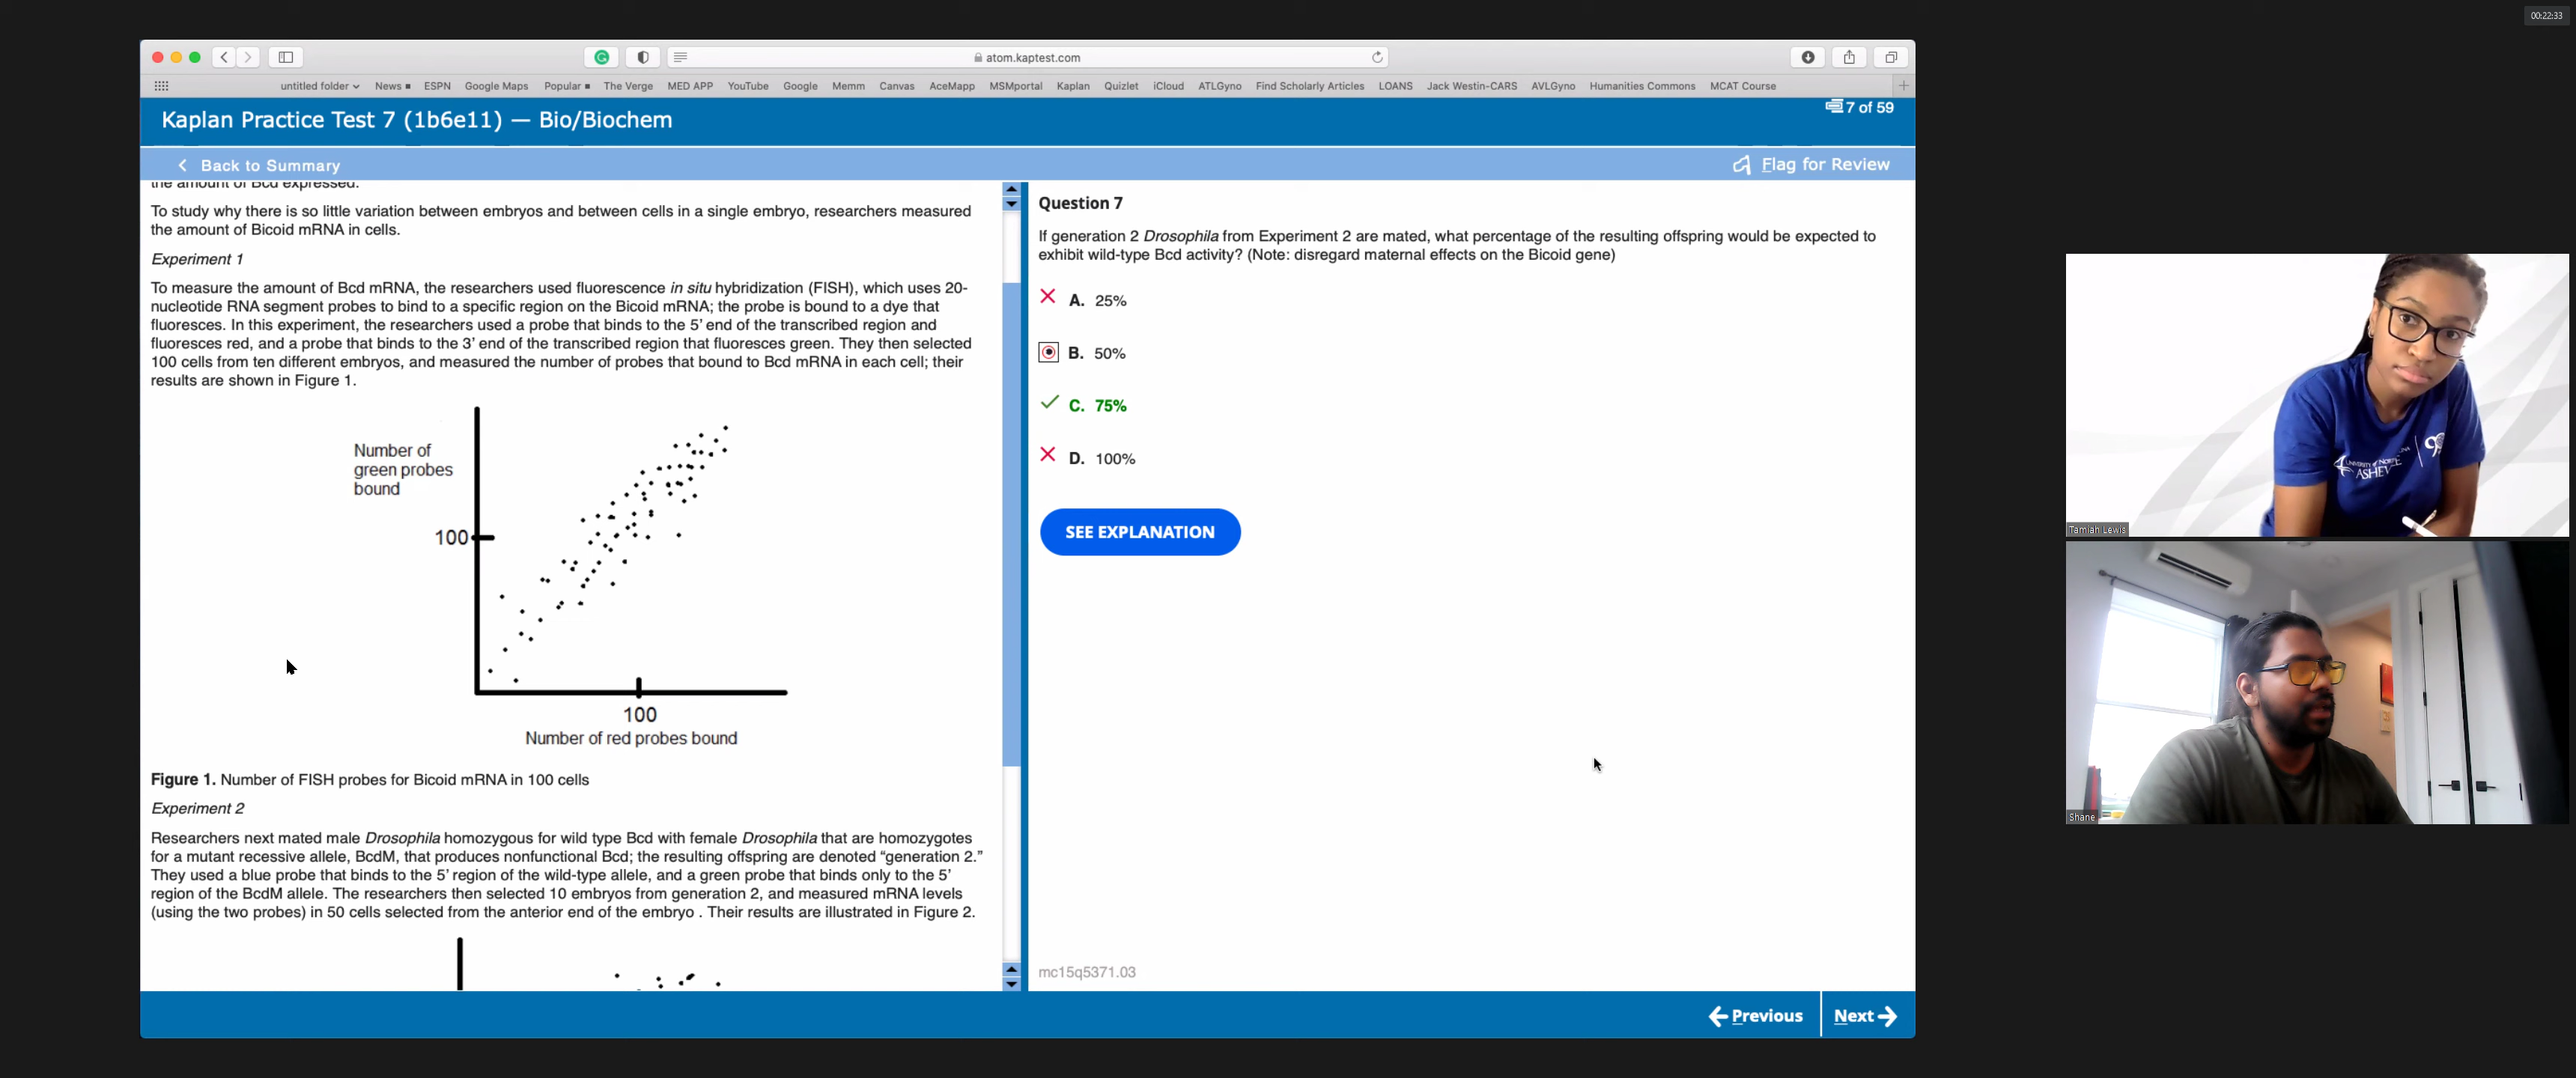 00:22:33
atom.kaptest.com
untitled folder News ESPN Google Maps Popular The Verge MED APP YouTube Google Memm Canvas AceMapp MSMportal Kaplan Quizlet iCloud ATLGyno Find Scholarly Articles LOANS Jack Westin-CARS AVLGyno Humanities Commons MCAT Course
Kaplan Practice Test 7 (1b6e11) — Bio/Biochem
7 of 59
Back to Summary
Flag for Review
the amount of Bcd expressed.
To study why there is so little variation between embryos and between cells in a single embryo, researchers measured
the amount of Bicoid mRNA in cells.
Experiment 1
To measure the amount of Bcd mRNA, the researchers used fluorescence in situ hybridization (FISH), which uses 20-
nucleotide RNA segment probes to bind to a specific region on the Bicoid mRNA; the probe is bound to a dye that
fluoresces. In this experiment, the researchers used a probe that binds to the 5' end of the transcribed region and
fluoresces red, and a probe that binds to the 3' end of the transcribed region that fluoresces green. They then selected
100 cells from ten different embryos, and measured the number of probes that bound to Bcd mRNA in each cell; their
results are shown in Figure 1.
Number of
green probes
bound
100
100
Number of red probes bound
Figure 1. Number of FISH probes for Bicoid mRNA in 100 cells
Experiment 2
Researchers next mated male Drosophila homozygous for wild type Bcd with female Drosophila that are homozygotes
for a mutant recessive allele, BcdM, that produces nonfunctional Bcd; the resulting offspring are denoted “generation 2.”
They used a blue probe that binds to the 5' region of the wild-type allele, and a green probe that binds only to the 5'
region of the BcdM allele. The researchers then selected 10 embryos from generation 2, and measured mRNA levels
(using the two probes) in 50 cells selected from the anterior end of the embryo . Their results are illustrated in Figure 2.
Question 7
If generation 2 Drosophila from Experiment 2 are mated, what percentage of the resulting offspring would be expected to
exhibit wild-type Bcd activity? (Note: disregard maternal effects on the Bicoid gene)
A. 25%
B. 50%
C. 75%
D. 100%
SEE EXPLANATION
mc15q5371.03
Previous
Next
Tamiah Lewis
Shane